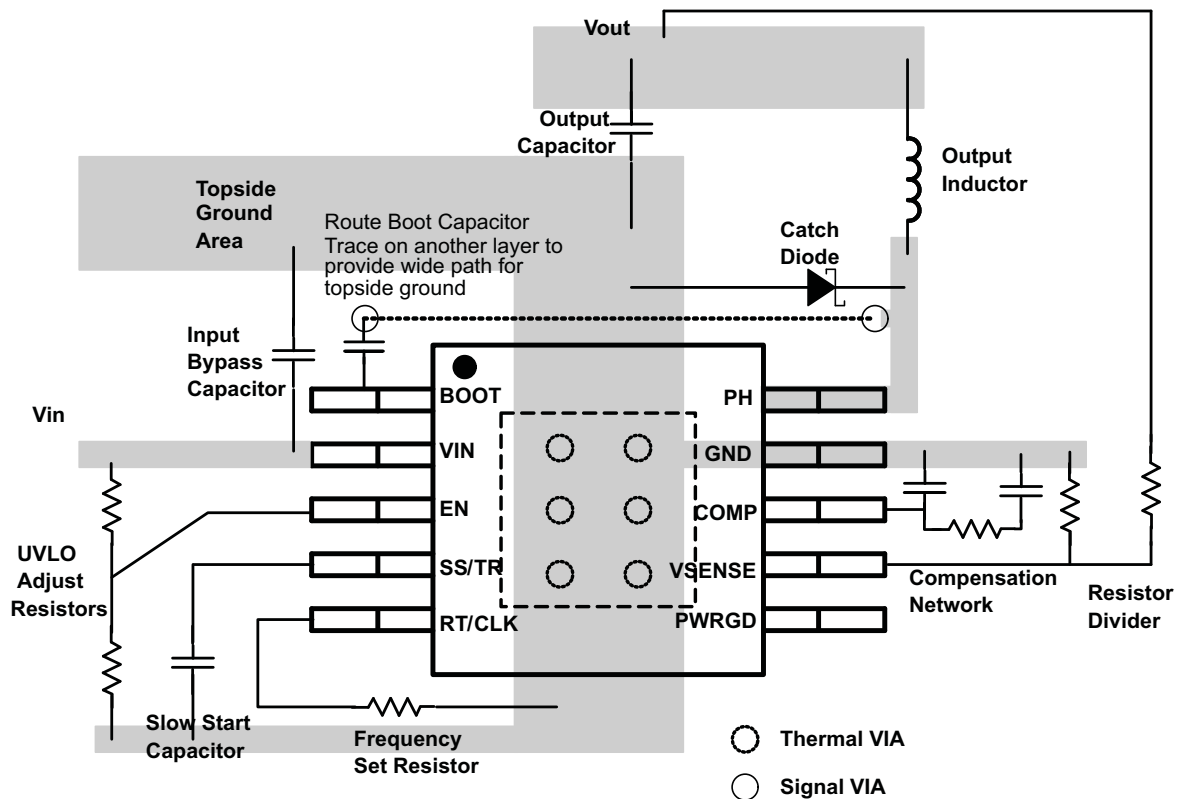 Vout
Output
Capacitor
Output
Inductor
Topside
Ground
Area
Route Boot Capacitor
Trace on another layer to
provide wide path for
topside ground
Catch
Diode
Input
Bypass
Capacitor
Vin
BOOT
VIN
EN
SS/TR
RT/CLK
PH
GND
COMP
VSENSE
PWRGD
UVLO
Adjust
Resistors
Compensation
Network
Resistor
Divider
Slow Start
Capacitor
Frequency
Set Resistor
Thermal VIA
Signal VIA